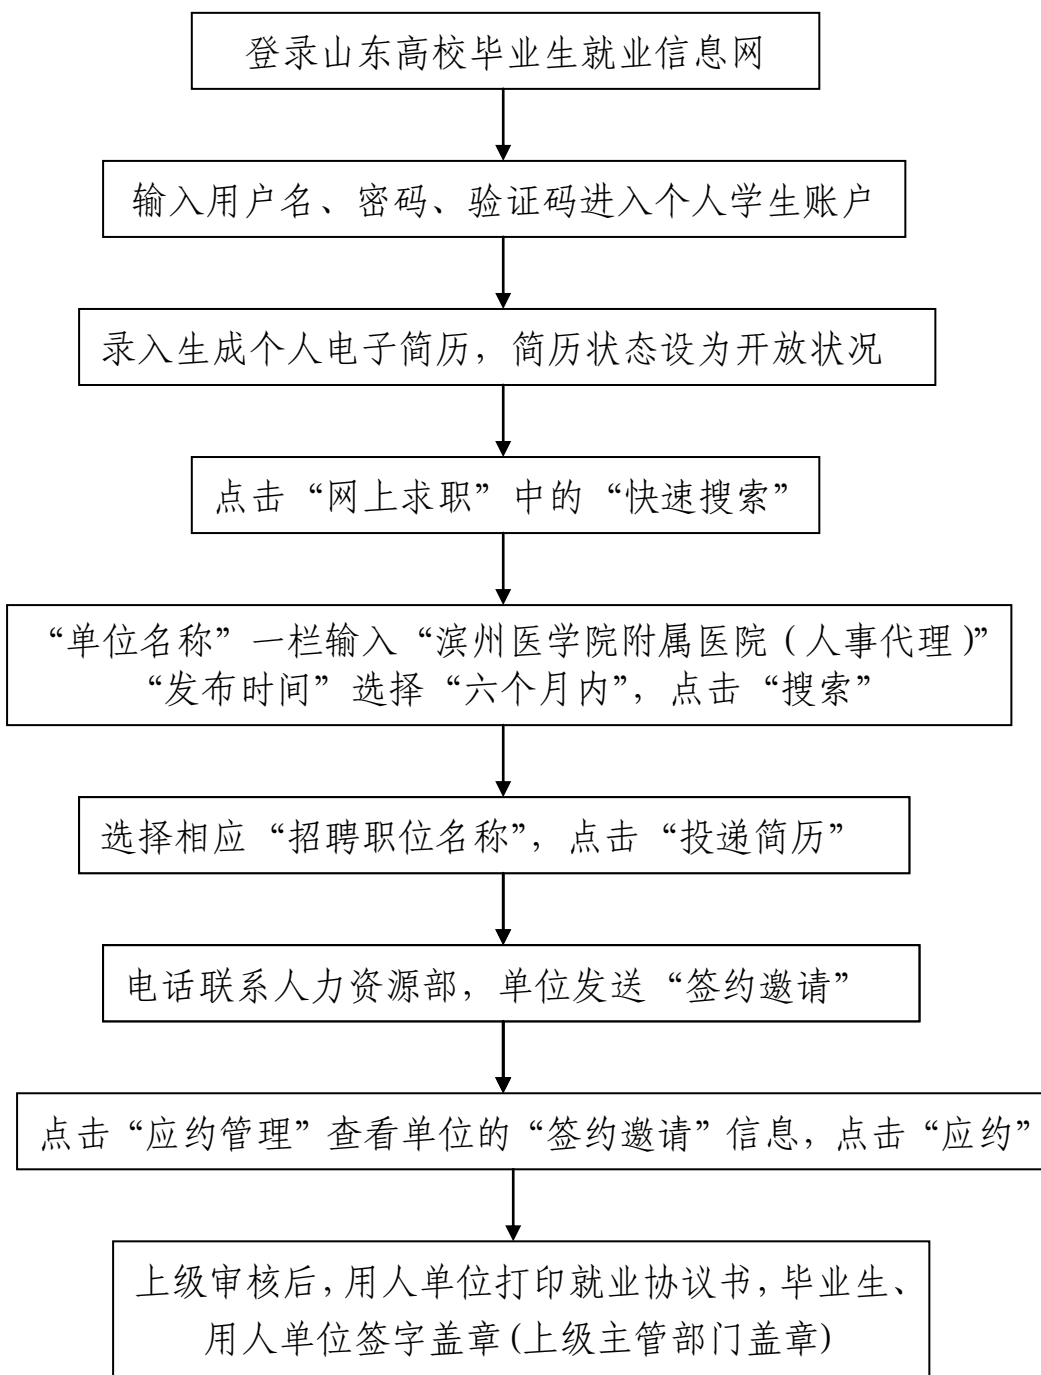 登录山东高校毕业生就业信息网
输入用户名、密码、验证码进入个人学生账户
录入生成个人电子简历，简历状态设为开放状况
点击“网上求职”中的“快速搜索”
“单位名称”一栏输入“滨州医学院附属医院（人事代理）”
“发布时间”选择“六个月内”，点击“搜索”
选择相应“招聘职位名称”，点击“投递简历”
电话联系人力资源部，单位发送“签约邀请”
点击“应约管理”查看单位的“签约邀请”信息，点击“应约”
上级审核后，用人单位打印就业协议书，毕业生、
用人单位签字盖章(上级主管部门盖章)